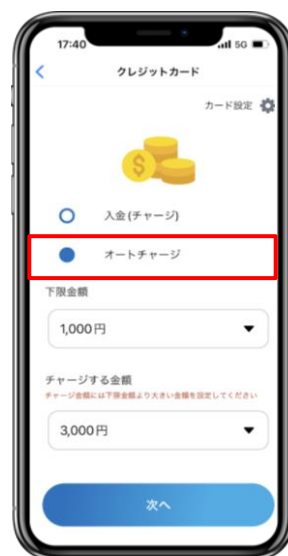 17:40
5G
クレジットカード
カード設定
$
入金(チャージ)
オートチャージ
下限金額
1,000円
チャージする金額
チャージ金額には下限金額より大きい金額を設定してください
3,000円
次へ